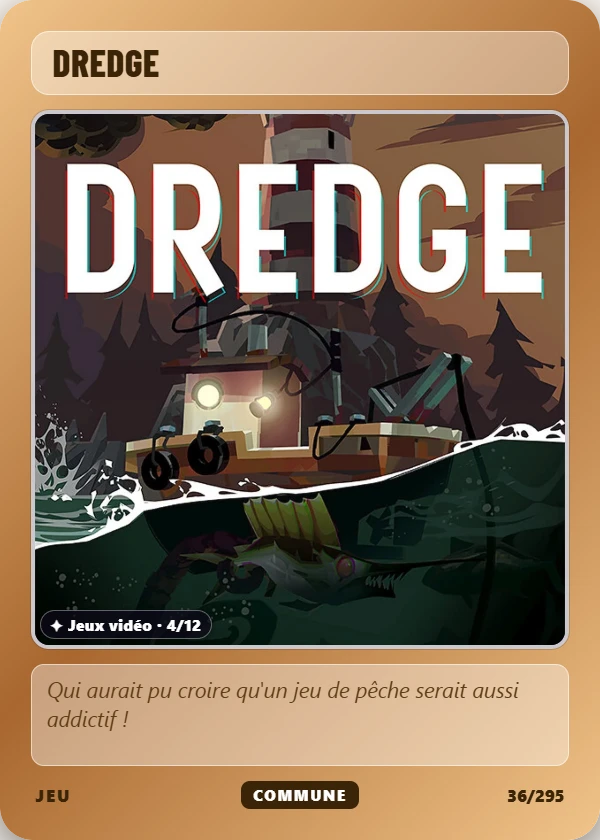 DREDGE
DREDGE
✦ Jeux vidéo · 4/12
Qui aurait pu croire qu'un jeu de pêche serait aussi
addictif !
JEU
COMMUNE
36/295